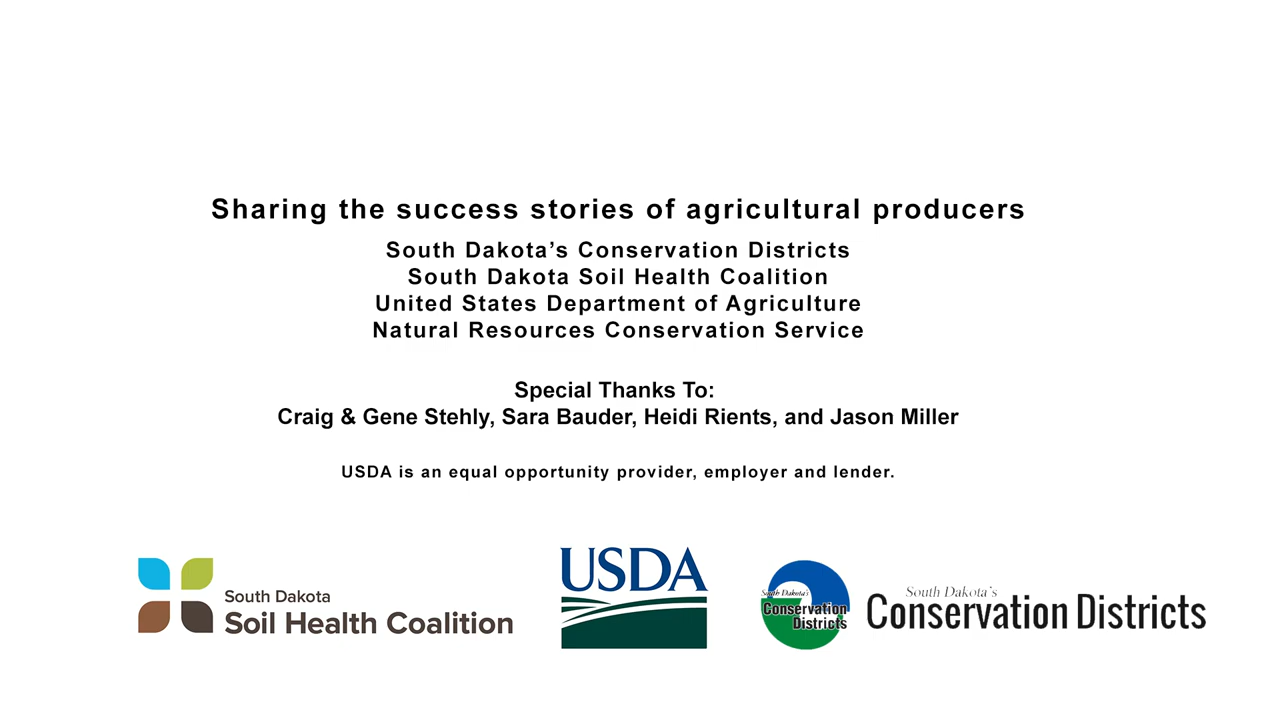 Sharing the success stories of agricultural producers
South Dakota’s Conservation Districts
South Dakota Soil Health Coalition
United States Department of Agriculture
Natural Resources Conservation Service
Special Thanks To:
Craig & Gene Stehly, Sara Bauder, Heidi Rients, and Jason Miller
USDA is an equal opportunity provider, employer and lender.
South Dakota
Soil Health Coalition
USDA
South Dakota's
Conservation
Districts
South Dakota's
Conservation Districts